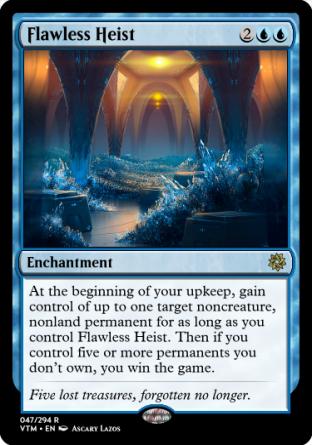 Flawless Heist 2
Enchantment
At the beginning of your upkeep, gain
control of up to one target noncreature,
nonland permanent for as long as you
control Flawless Heist. Then if you
control five or more permanents you
don't own, you win the game.
Five lost treasures, forgotten no longer.
047/294 R
VTM • EN Ascary Lazos